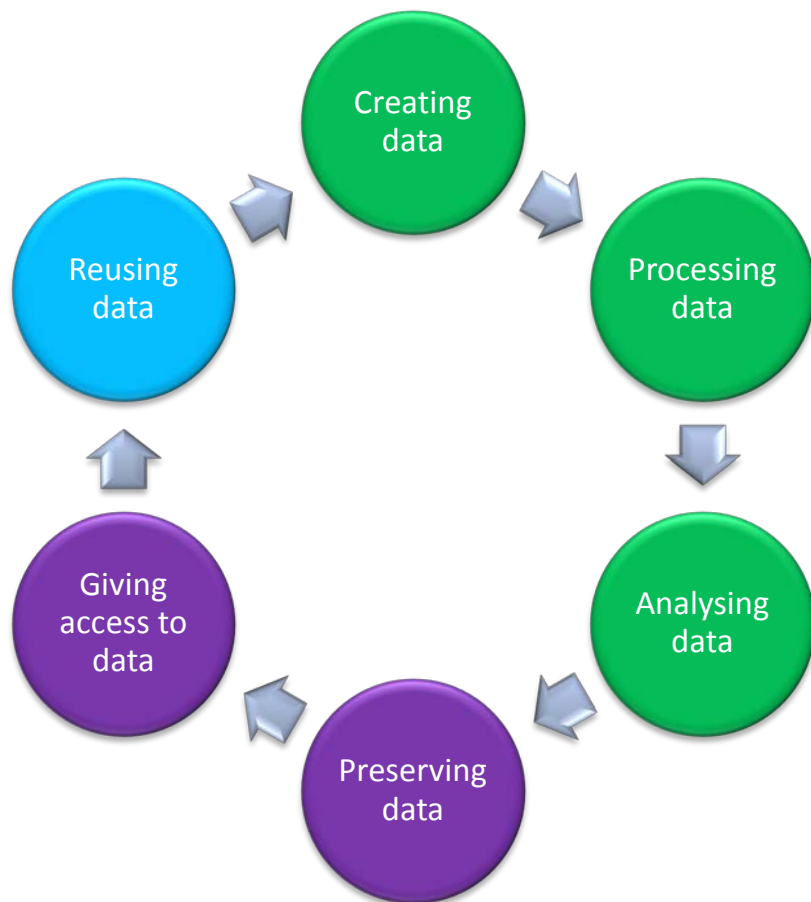 Creating
data
Processing
data
Analysing
data
Preserving
data
Giving
access to
data
Reusing
data